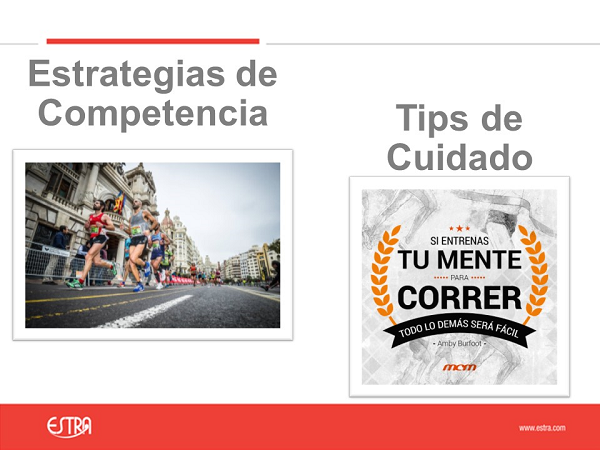 Estrategias de
Competencia
Tips de
Cuidado
SI ENTRENAS
TU MENTE
PARA
CORRER
TODO LO DEMÁS SERÁ FÁCIL
• Amby Burfoot •
mcm
ESTRA
www.estra.com